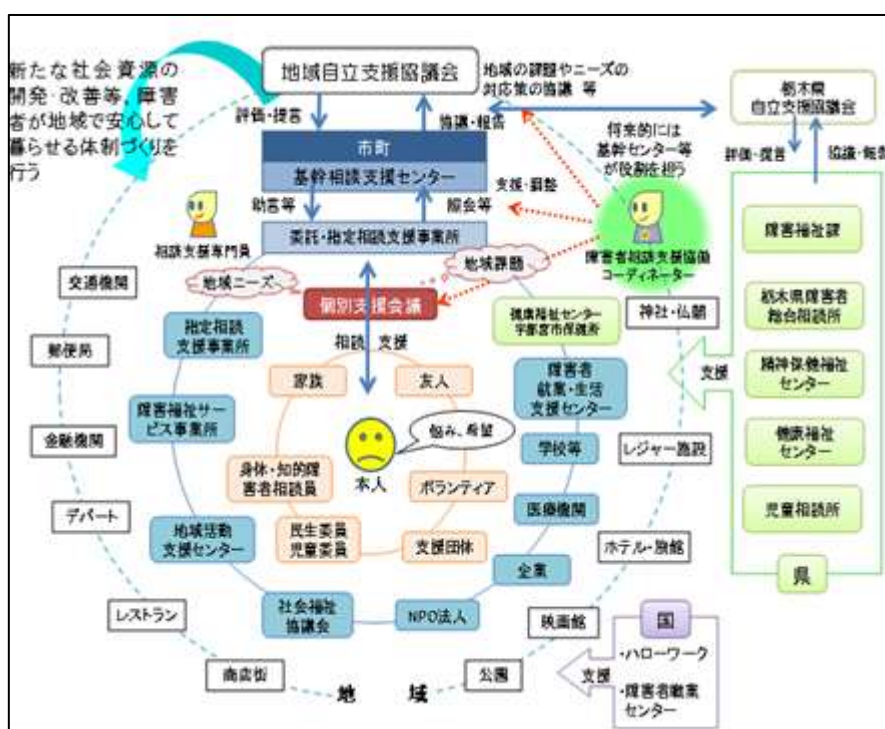 新たな社会資源の
開発・改善等、障害
者が地域で安心して
暮らせる体制づくりを
行う
地域自立支援協議会
地域の課題やニーズの
対応策の協議 等
栃木県
自立支援協議会
評価・提言
協議・報告
市町
基幹相談支援センター
将来的には
基幹センター等
が役割を担う
評価・提言
協議・報告
助言等
照会等
支援・調整
相談支援専門員
委託・指定相談支援事業所
障害者相談支援協働
コーディネーター
地域ニーズ
地域課題
個別支援会議
相談 支援
交通機関
郵便局
金融機関
デパート
レストラン
商店街
地 域
公園
映画館
ホテル・旅館
レジャー施設
神社・仏閣
指定相談
支援事業所
障害福祉サー
ビス事業所
地域活動
支援センター
社会福祉
協議会
NPO法人
企業
医療機関
学校等
障害者
就業・生活
支援センター
健康福祉センター
宇都宮市保健所
家族
友人
身体・知的障
害者相談員
民生委員
児童委員
支援団体
ボランティア
悩み、希望
本人
支援
障害福祉課
栃木県障害者
総合相談所
精神保健福祉
センター
健康福祉
センター
児童相談所
県
支援
国
・ハローワーク
・障害者職業
センター